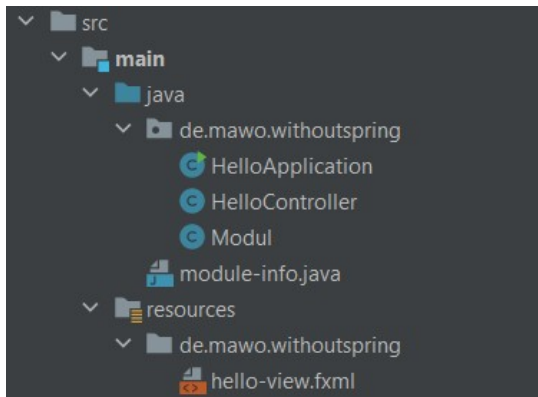 src
main
java
de.mawo.withoutspring
HelloApplication
HelloController
Modul
module-info.java
resources
de.mawo.withoutspring
hello-view.fxml